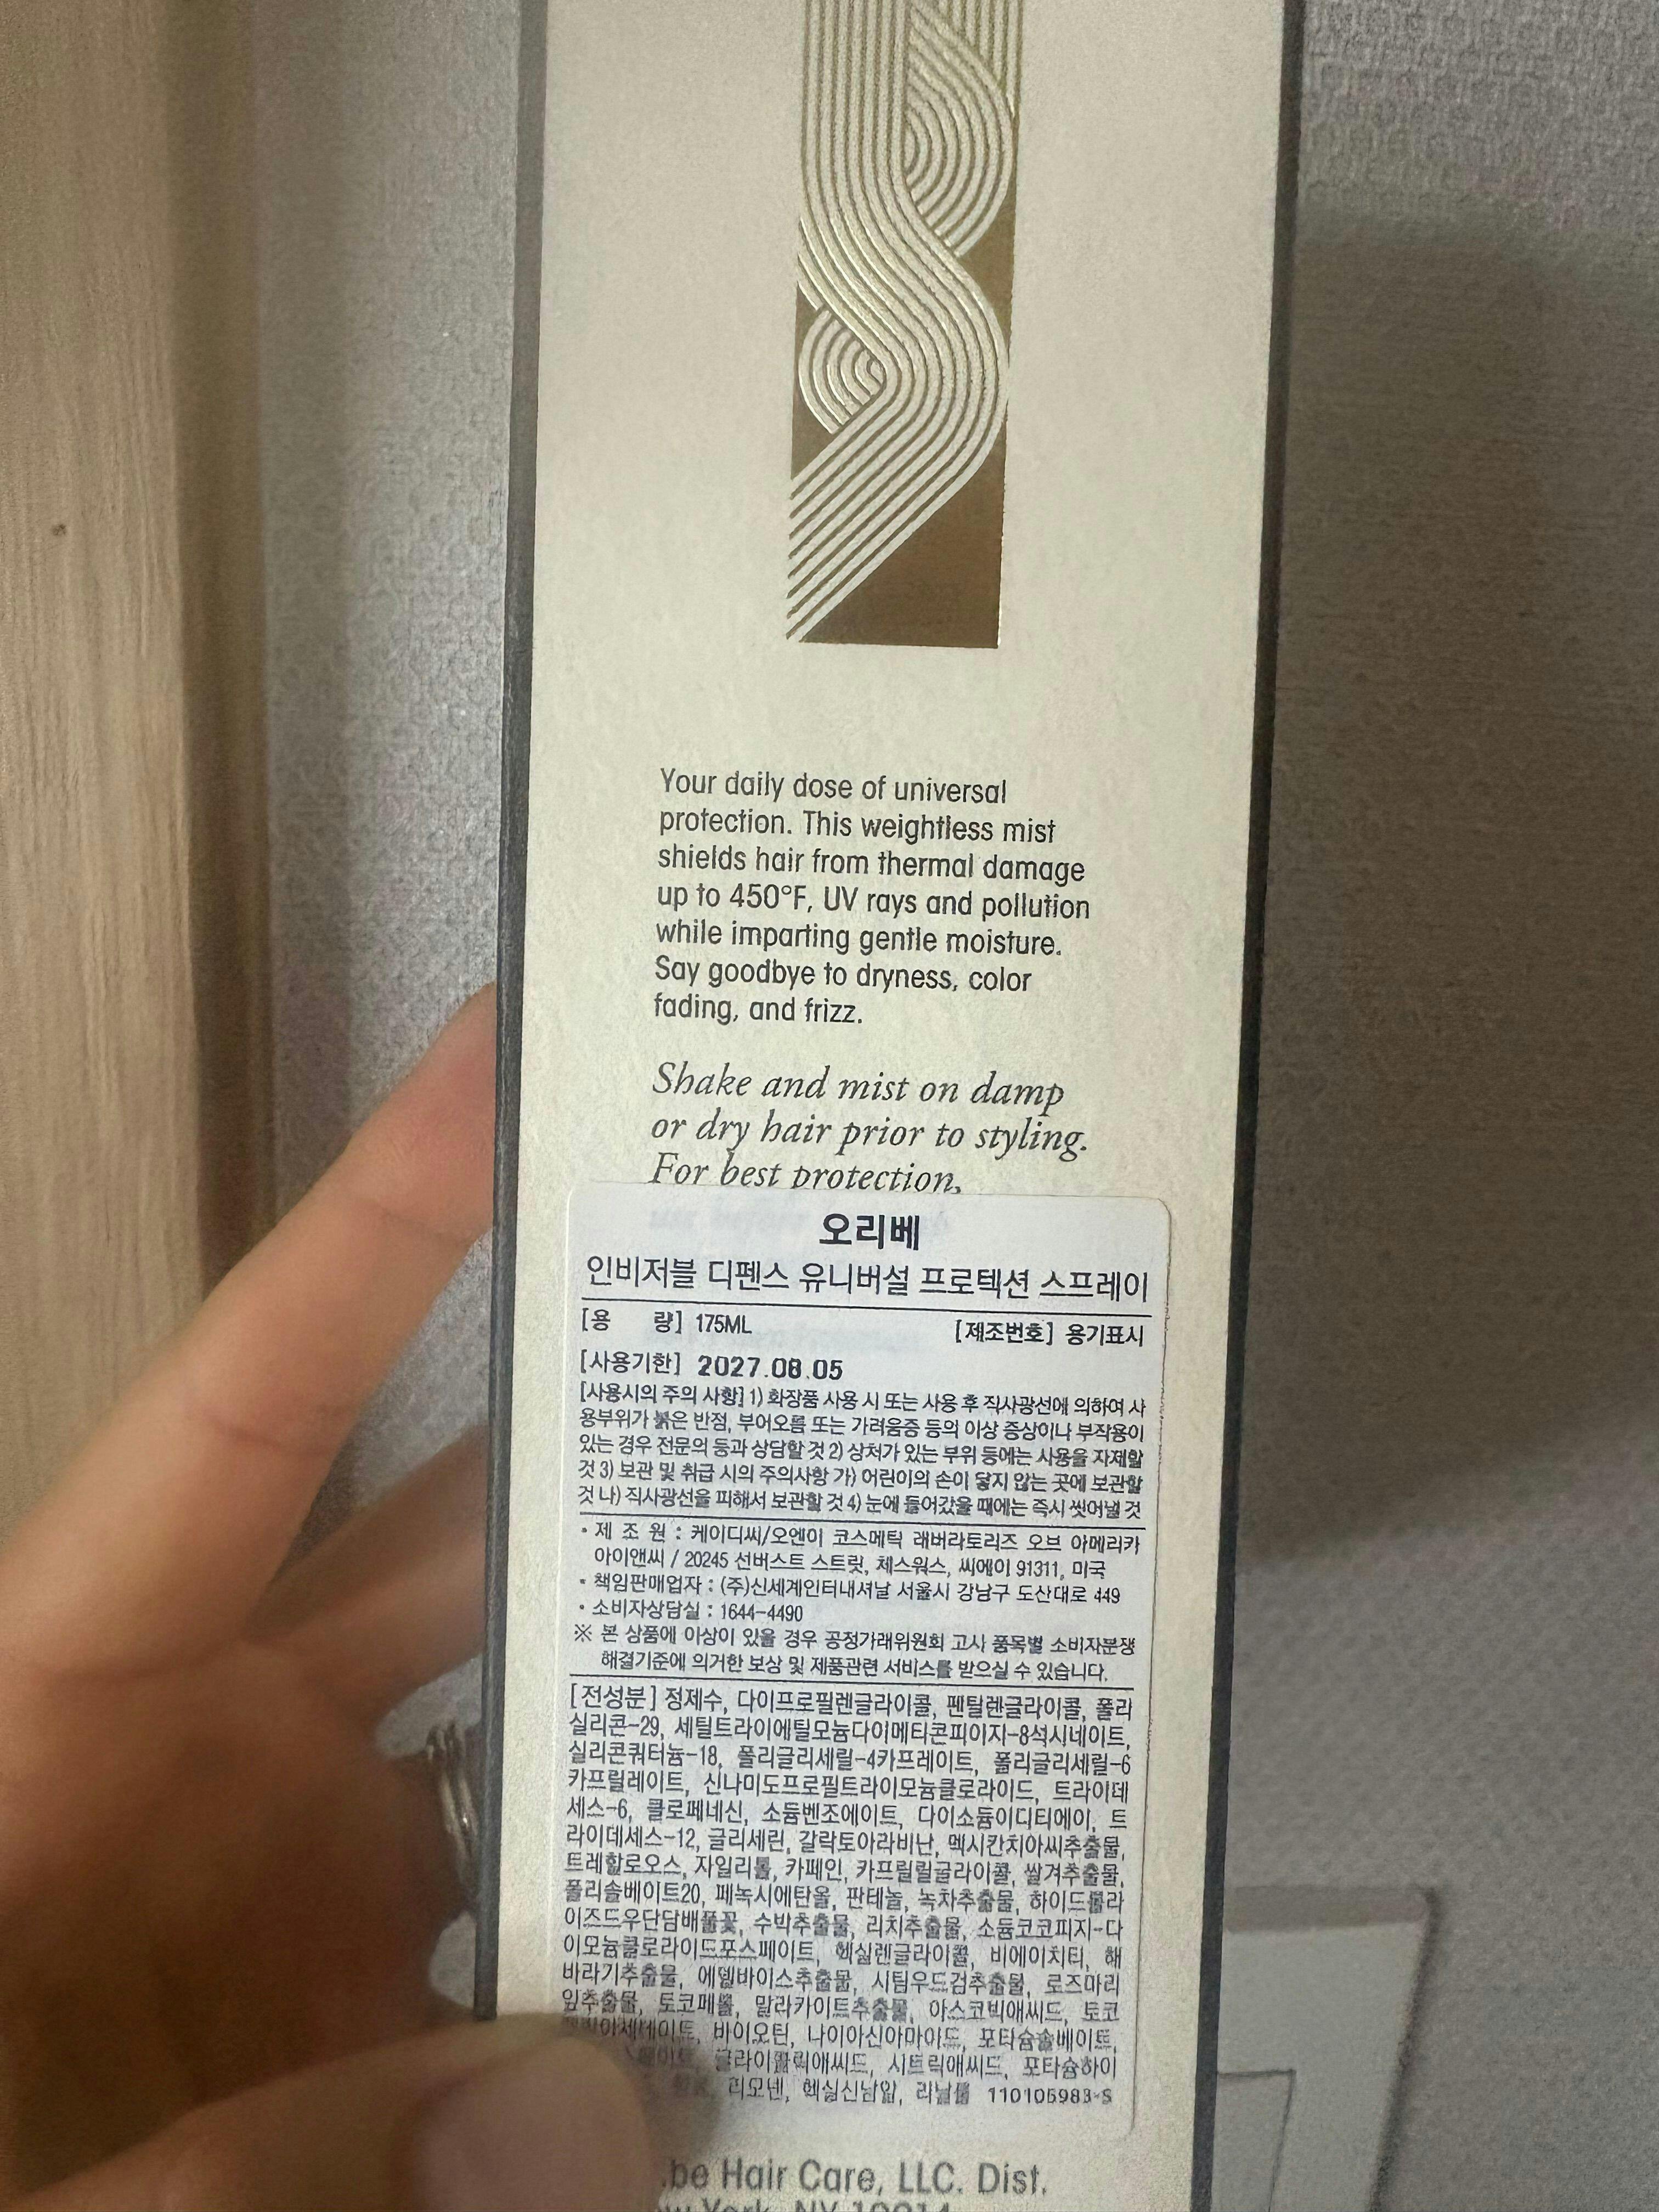 Your daily dose of universal
protection. This weightless mist
shields hair from thermal damage
up to 450°F, UV rays and pollution
while imparting gentle moisture.
Say goodbye to dryness, color
fading, and frizz.
Shake and mist on damp
or dry hair prior to styling.
For best protection,
오리베
인비저블 디펜스 유니버설 프로텍션 스프레이
[용 량] 175ML [제조번호] 용기표시
[사용기한] 2027.08.05
[사용시의 주의 사항] 1) 화장품 사용 시 또는 사용 후 직사광선에 의하여 사
용부위가 붉은 반점, 부어오름 또는 가려움증 등의 이상 증상이나 부작용이
있는 경우 전문의 등과 상담할 것 2) 상처가 있는 부위 등에는 사용을 자제할
것 3) 보관 및 취급 시의 주의사항 가) 어린이의 손이 닿지 않는 곳에 보관할
것 나) 직사광선을 피해서 보관할 것 4) 눈에 들어갔을 때에는 즉시 씻어낼 것
• 제 조 원 : 케이디씨/오엔이 코스메틱 래버라토리즈 오브 아메리카
아이앤씨 / 20245 선버스트 스트릿, 체스워스, 씨에이 91311, 미국
• 책임판매업자 : (주)신세계인터내셔날 서울시 강남구 도산대로 449
• 소비자상담실 : 1644-4490
※ 본 상품에 이상이 있을 경우 공정거래위원회 고시 품목별 소비자분쟁
해결기준에 의거한 보상 및 제품관련 서비스를 받으실 수 있습니다.
[전성분] 정제수, 다이프로필렌글라이콜, 펜틸렌글라이콜, 폴리
실리콘-29, 세틸트라이에틸모늄다이메티콘피이지-8석시네이트,
실리콘쿼터늄-18, 폴리글리세릴-4카프레이트, 폴리글리세릴-6
카프릴레이트, 신나미도프로필트라이모늄클로라이드, 트라이데
세스-6, 클로페네신, 소듐벤조에이트, 다이소듐이디티에이, 트
라이데세스-12, 글리세린, 갈락토아라비난, 멕시칸치아씨추출물,
트레할로오스, 자일리톨, 카페인, 카프릴릴글라이콜, 쌀겨추출물,
폴리솔베이트20, 페녹시에탄올, 판테놀, 녹차추출물, 하이드롤라
이즈드우단담배풀꽃, 수박추출물, 리치추출물, 소듐코코피지-다
이모늄클로라이드포스페이트, 헥실렌글라이콜, 비에이치티, 해
바라기추출물, 에델바이스추출물, 시팀우드검추출물, 로즈마리
잎추출물, 토코페롤, 말라카이트추출물, 아스코빅애씨드, 토코
바이오틴, 나이아신아마이드, 포타슘솔베이트,
글라이콜릭애씨드, 시트릭애씨드, 포타슘하이
리모넨, 헥실신남알, 리날룰 110105983-S
be Hair Care, LLC. Dist.